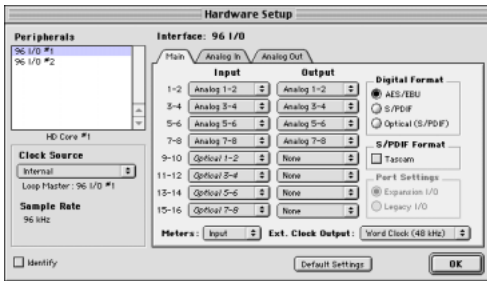 Hardware Setup
Peripherals
96 I/O #1
96 I/O #2
HD Core #1
Clock Source
Internal
Loop Master : 96 I/O #1
Sample Rate
96 kHz
Identify
Interface: 96 I/O
Main Analog In Analog Out
Input Output
1-2 Analog 1-2 Analog 1-2
3-4 Analog 3-4 Analog 3-4
5-6 Analog 5-6 Analog 5-6
7-8 Analog 7-8 Analog 7-8
9-10 Optical 1-2 None
11-12 Optical 3-4 None
13-14 Optical 5-6 None
15-16 Optical 7-8 None
Meters: Input Ext. Clock Output: Word Clock (48 kHz)
Digital Format
AES/EBU
S/PDIF
Optical (S/PDIF)
S/PDIF Format
Tascam
Port Settings
Expansion I/O
Legacy I/O
Default Settings
OK